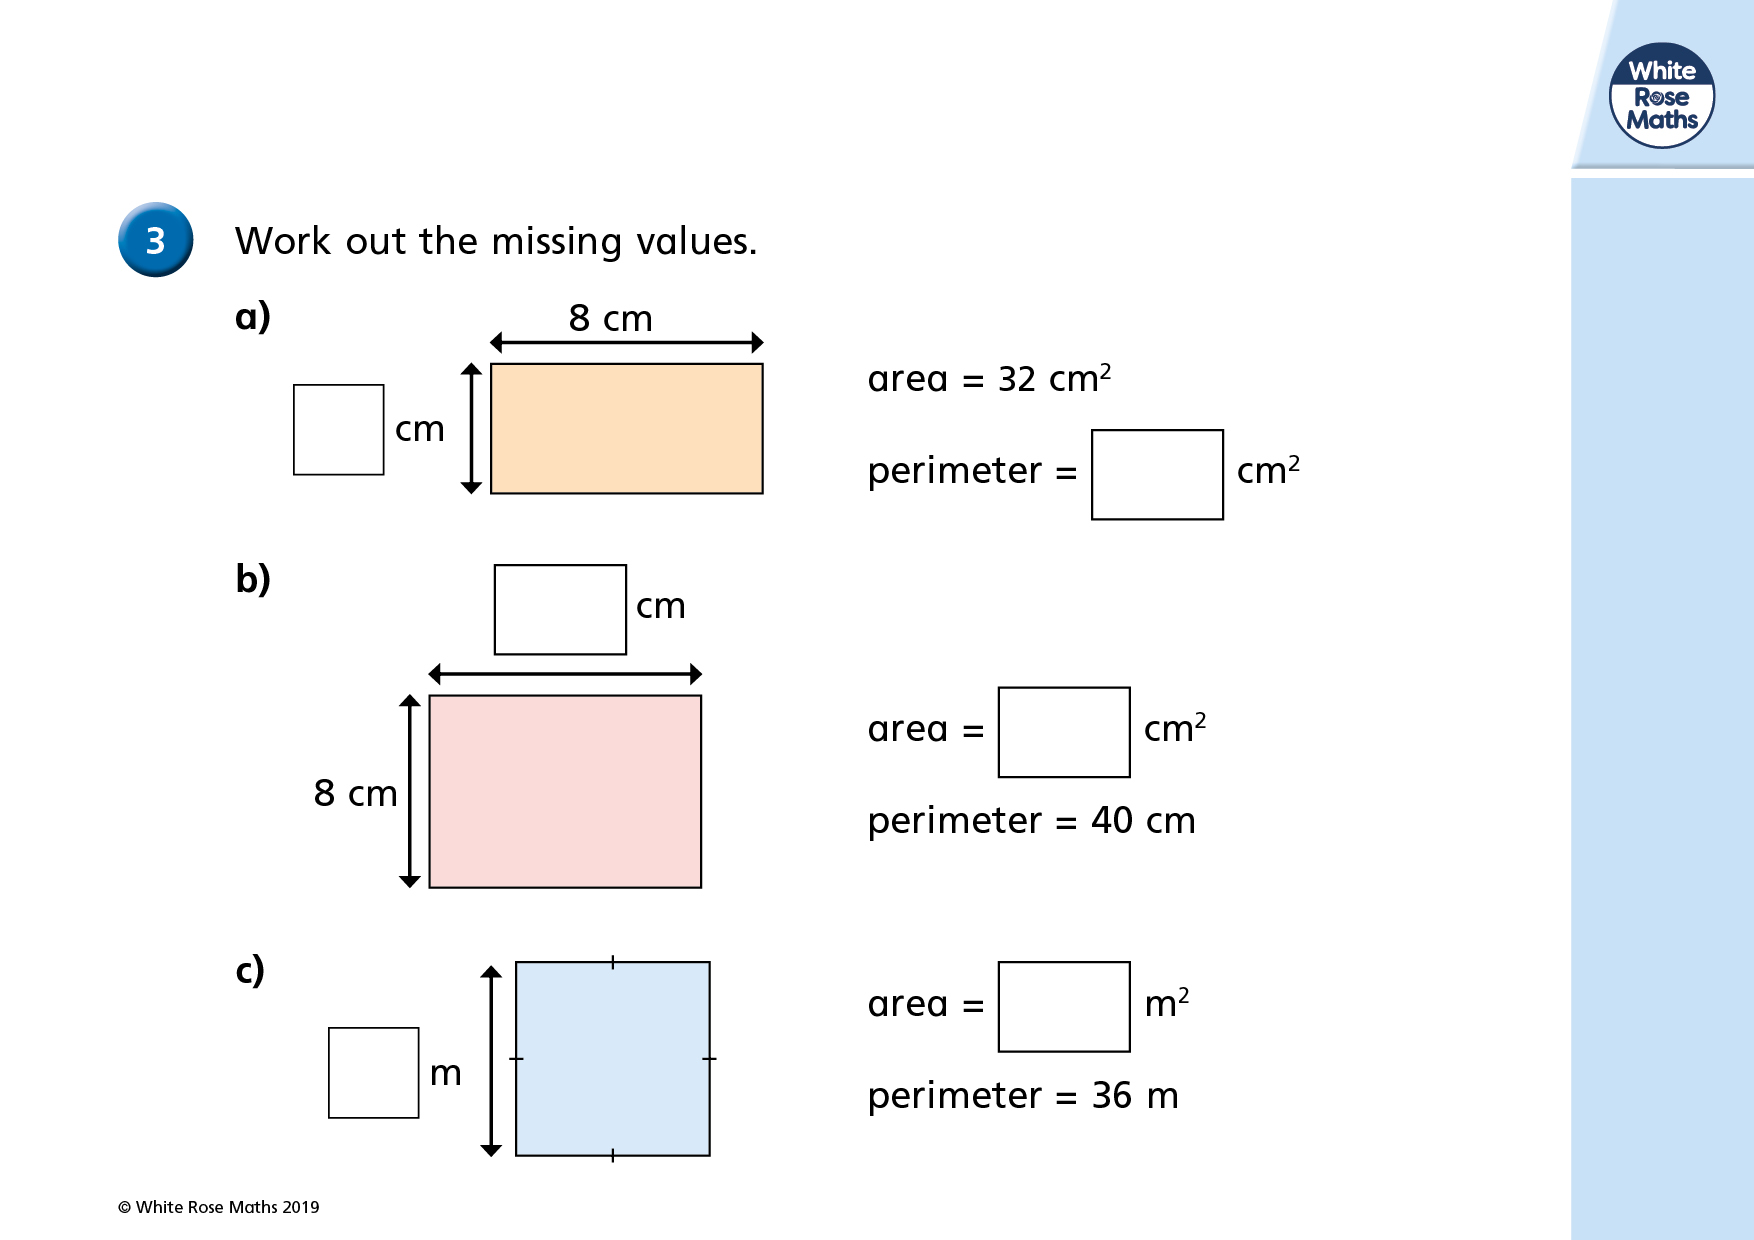 White
Rose
Maths
3 Work out the missing values.
a) 8 cm
cm
area = 32 cm²
perimeter = cm²
b) cm
8 cm
area = cm²
perimeter = 40 cm
c)
m
area = m²
perimeter = 36 m
© White Rose Maths 2019